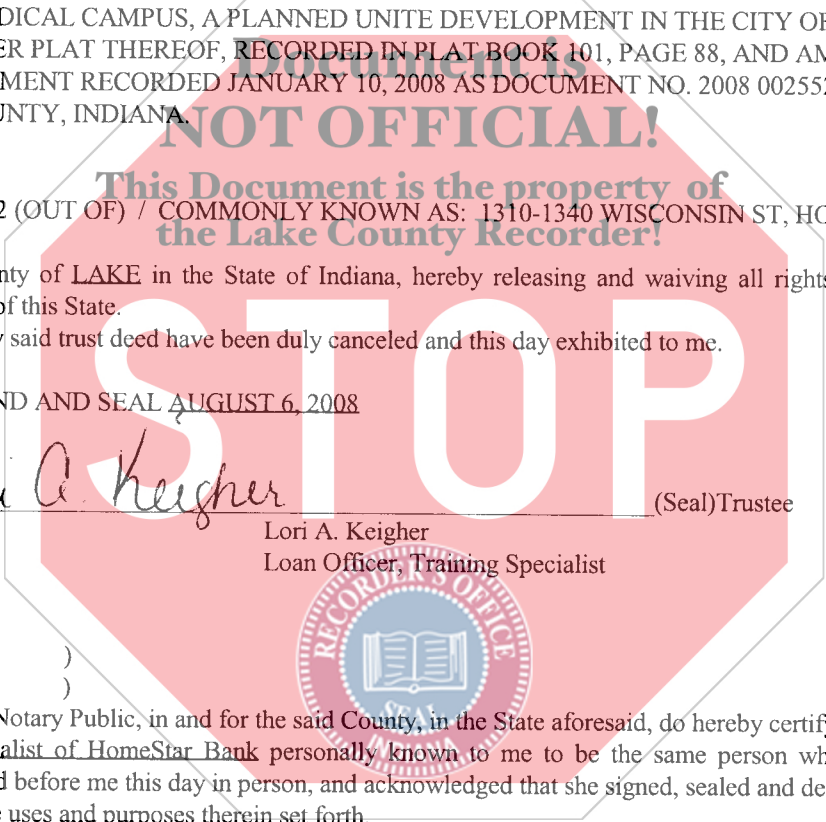 DICAL CAMPUS, A PLANNED UNITE DEVELOPMENT IN THE CITY OF
ER PLAT THEREOF, RECORDED IN PLAT BOOK 101, PAGE 88, AND AM
Document is
MENT RECORDED JANUARY 10, 2008 AS DOCUMENT NO. 2008 002552
UNTY, INDIANA.
NOT OFFICIAL!
This Document is the property of
2 (OUT OF) / COMMONLY KNOWN AS: 1310-1340 WISCONSIN ST, HO
the Lake County Recorder!
nty of LAKE in the State of Indiana, hereby releasing and waiving all rights
of this State.
said trust deed have been duly canceled and this day exhibited to me.
STOP
ND AND SEAL AUGUST 6, 2008
A. Keigher
(Seal)Trustee
Lori A. Keigher
Loan Officer, Training Specialist
RECORDER'S OFFICE
)
)
SEAL
Notary Public, in and for the said County, in the State aforesaid, do hereby certify
INDIANA
alist of HomeStar Bank personally known to me to be the same person wh
d before me this day in person, and acknowledged that she signed, sealed and de
e uses and purposes therein set forth